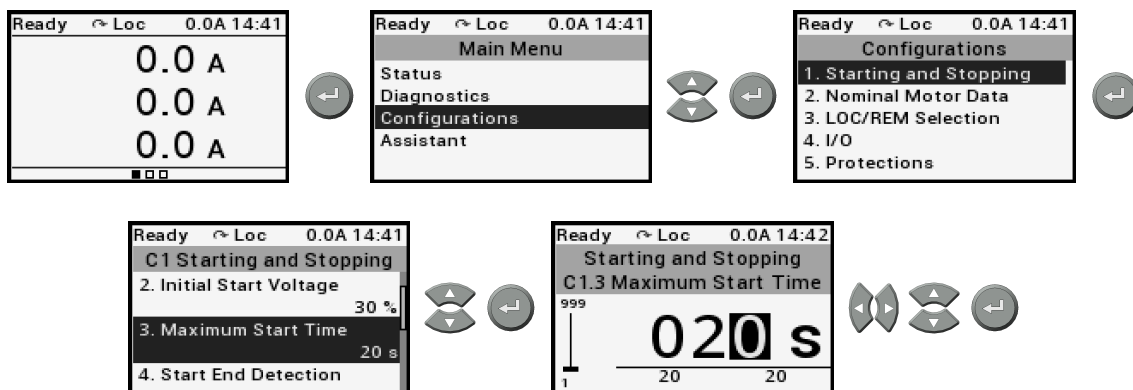 Ready Loc 0.0A 14:41
0.0 A
0.0 A
0.0 A
Ready Loc 0.0A 14:41
Main Menu
Status
Diagnostics
Configurations
Assistant
Ready Loc 0.0A 14:41
Configurations
1. Starting and Stopping
2. Nominal Motor Data
3. LOC/REM Selection
4. I/O
5. Protections
Ready Loc 0.0A 14:41
C1 Starting and Stopping
2. Initial Start Voltage
30 %
3. Maximum Start Time
20 s
4. Start End Detection
Ready Loc 0.0A 14:42
Starting and Stopping
C1.3 Maximum Start Time
999
020 s
1
20 20